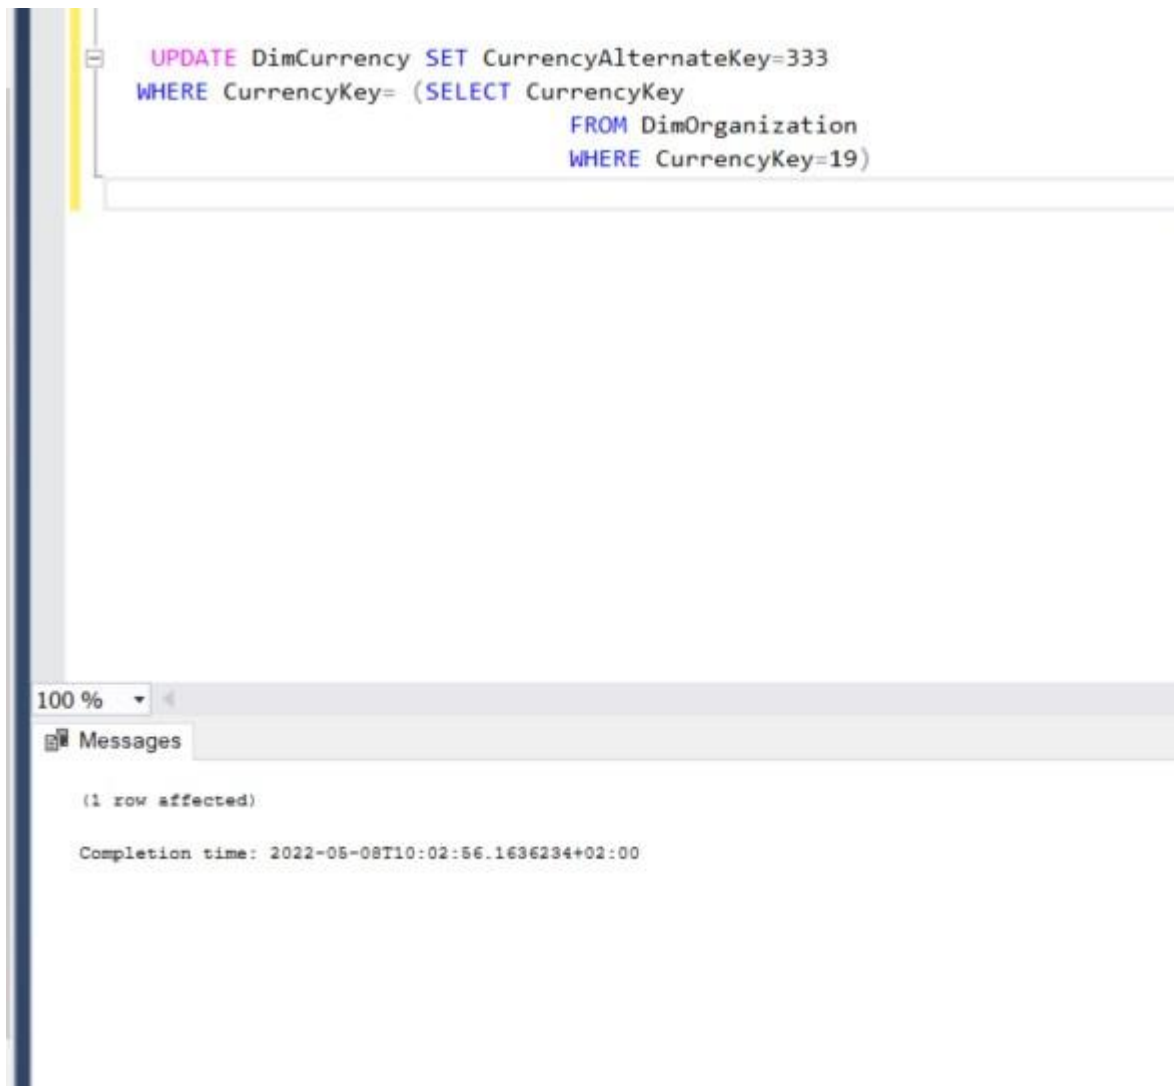 UPDATE DimCurrency SET CurrencyAlternateKey=333
WHERE CurrencyKey= (SELECT CurrencyKey
FROM DimOrganization
WHERE CurrencyKey=19)
100 %
Messages
(1 row affected)
Completion time: 2022-05-08T10:02:56.1636234+02:00